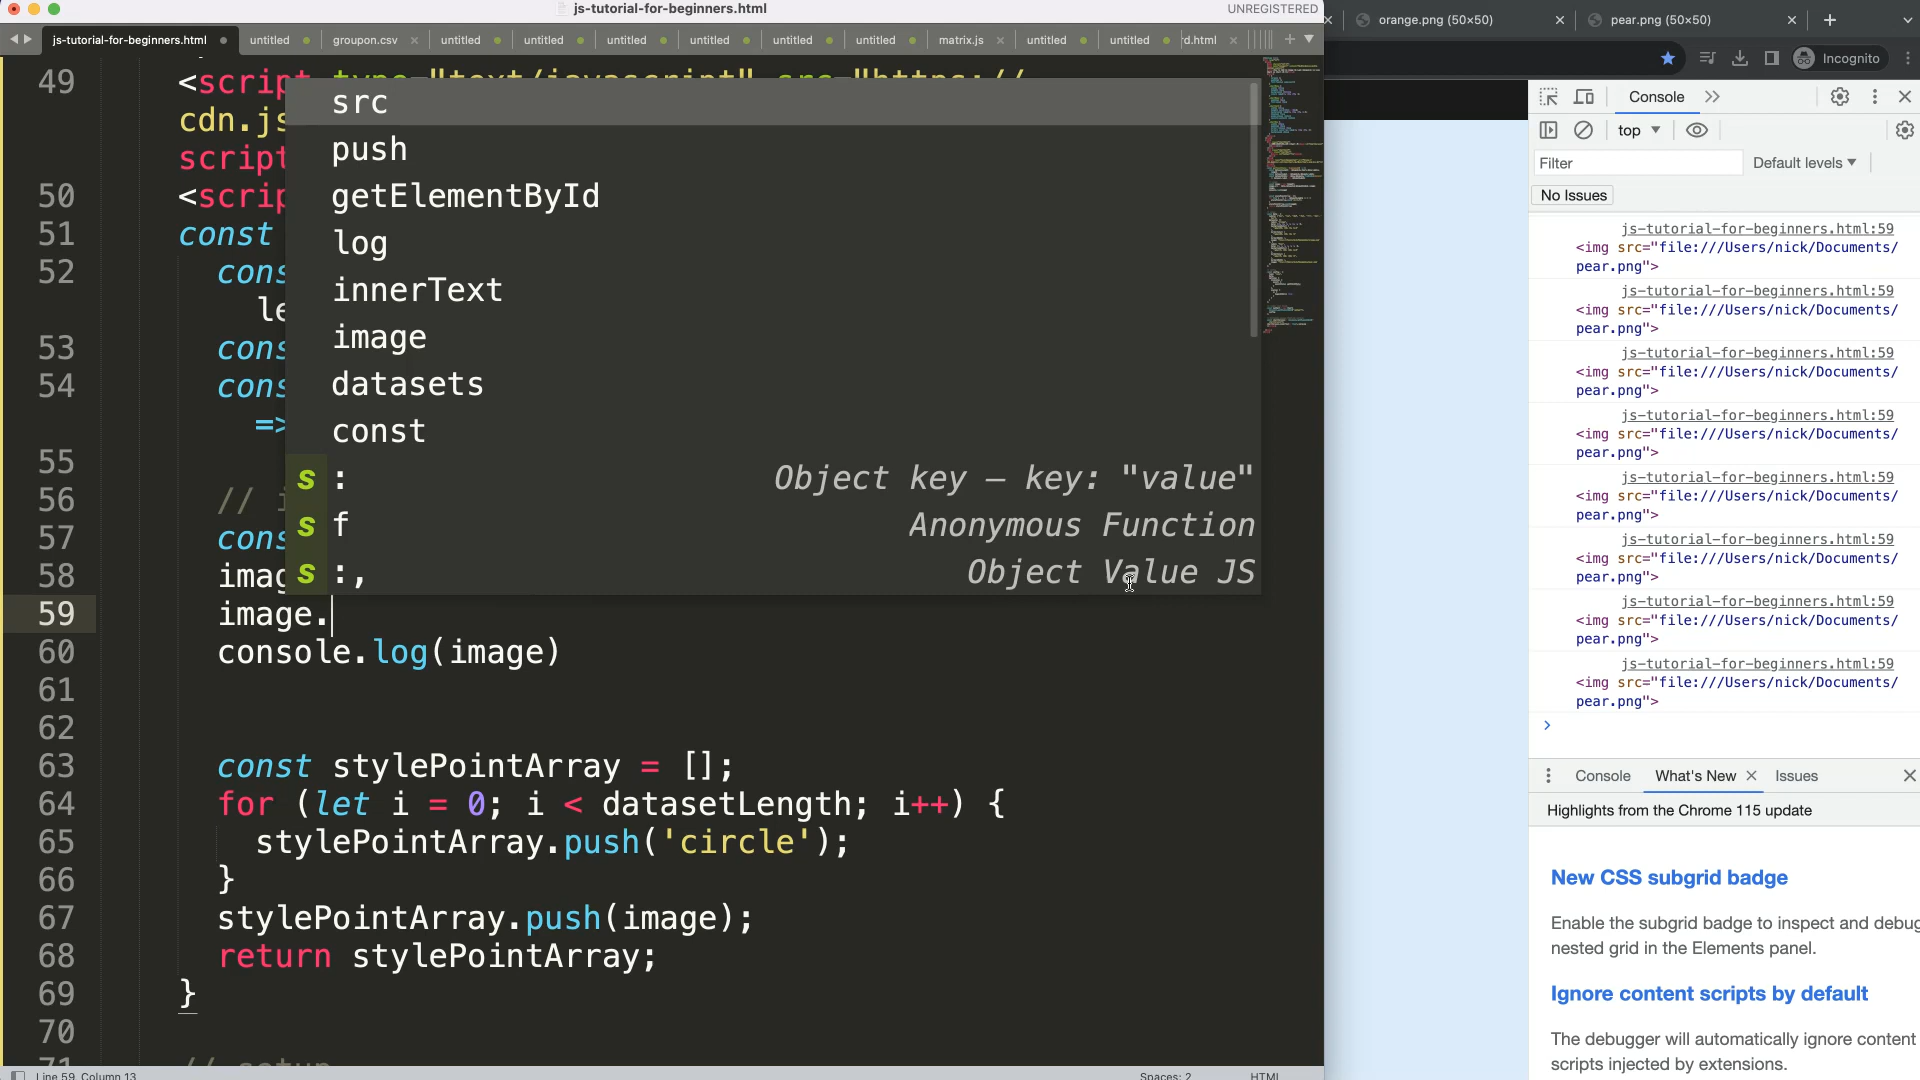 js-tutorial-for-beginners.html
UNREGISTERED
js-tutorial-for-beginners.html
untitled
groupon.csv
untitled
untitled
untitled
untitled
untitled
untitled
matrix.js
untitled
untitled
d.html
orange.png (50×50)
pear.png (50×50)
Incognito
49
cdn.js
script
50 <scrip
51 const
52 cons
le
53 cons
54 cons
=>
55
56 //
57 cons
58 imag
59 image.
60 console.log(image)
61
62
63 const stylePointArray = [];
64 for (let i = 0; i < datasetLength; i++) {
65 stylePointArray.push('circle');
66 }
67 stylePointArray.push(image);
68 return stylePointArray;
69 }
70
71 // setup
src
push
getElementById
log
innerText
image
datasets
const
s : Object key — key: "value"
s f Anonymous Function
s :, Object Value JS
Line 59, Column 13
Spaces: 2
HTML
Console
top
Filter
Default levels
No Issues
js-tutorial-for-beginners.html:59
<img src="file:///Users/nick/Documents/
pear.png">
js-tutorial-for-beginners.html:59
<img src="file:///Users/nick/Documents/
pear.png">
js-tutorial-for-beginners.html:59
<img src="file:///Users/nick/Documents/
pear.png">
js-tutorial-for-beginners.html:59
<img src="file:///Users/nick/Documents/
pear.png">
js-tutorial-for-beginners.html:59
<img src="file:///Users/nick/Documents/
pear.png">
js-tutorial-for-beginners.html:59
<img src="file:///Users/nick/Documents/
pear.png">
js-tutorial-for-beginners.html:59
<img src="file:///Users/nick/Documents/
pear.png">
js-tutorial-for-beginners.html:59
<img src="file:///Users/nick/Documents/
pear.png">
Console
What's New
Issues
Highlights from the Chrome 115 update
New CSS subgrid badge
Enable the subgrid badge to inspect and debug
nested grid in the Elements panel.
Ignore content scripts by default
The debugger will automatically ignore content
scripts injected by extensions.